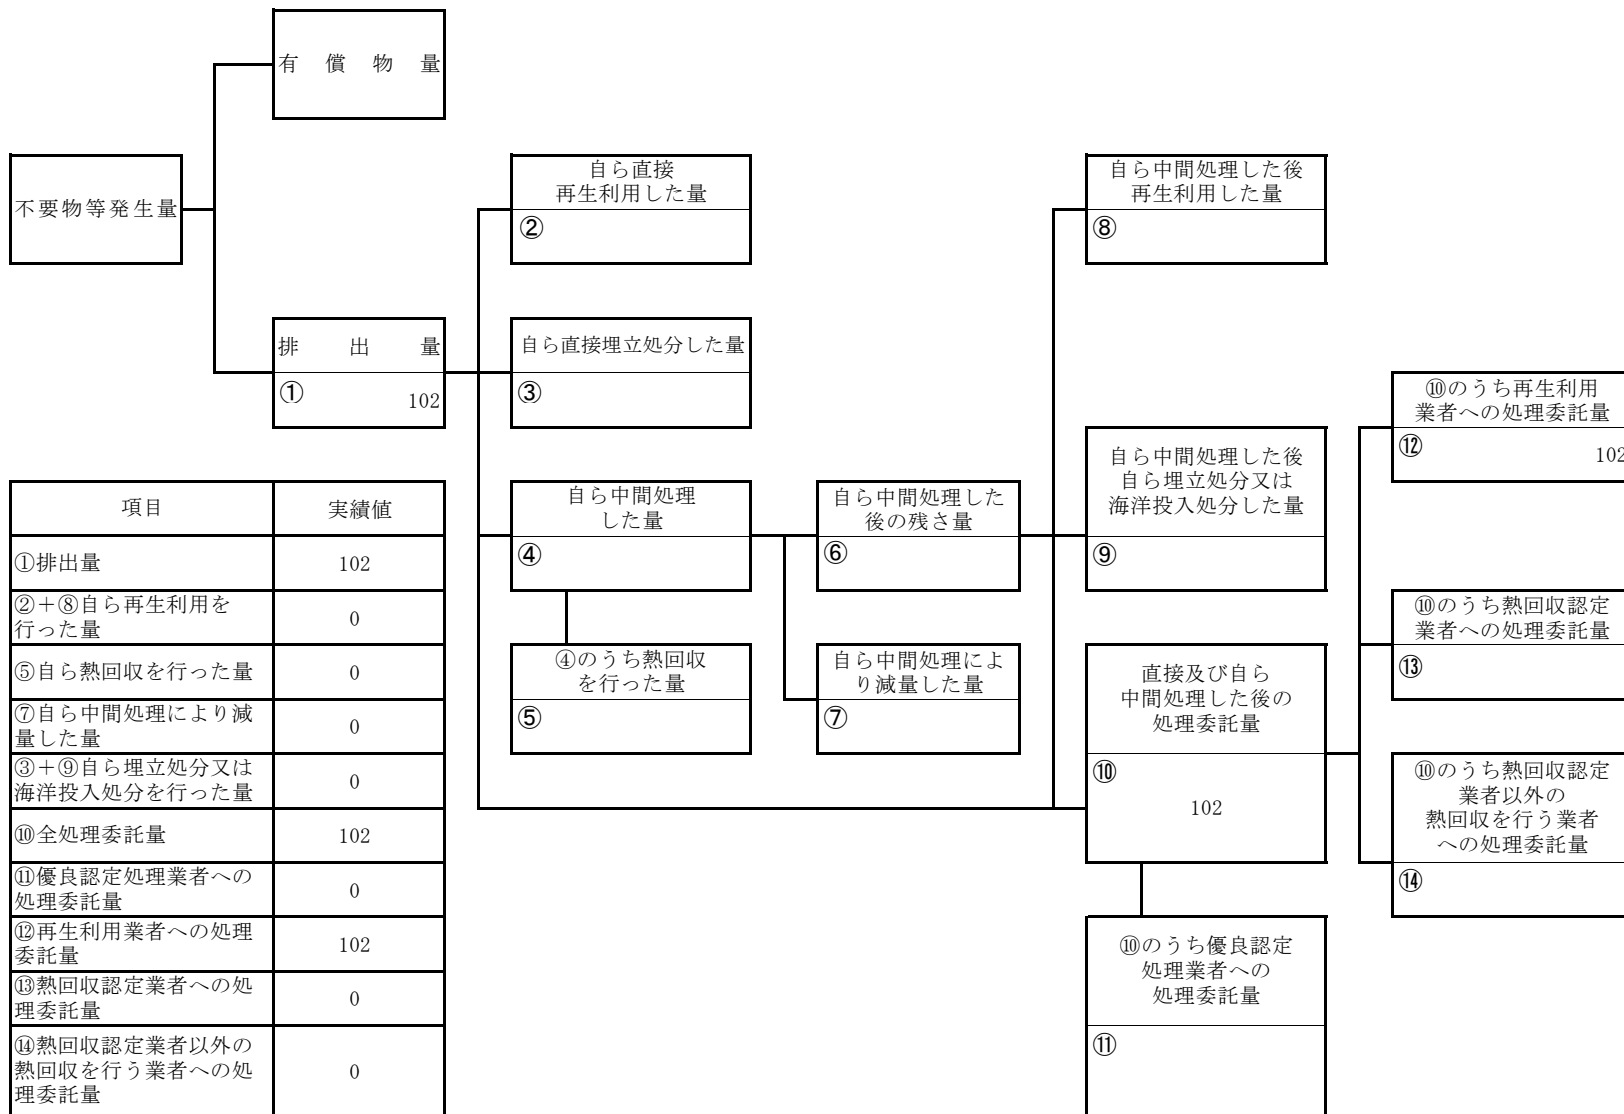 有償物量
不要物等発生量
排出量
①
102
自ら直接
再生利用した量
②
自ら直接埋立処分した量
③
自ら中間処理
した量
④
④のうち熱回収
を行った量
⑤
自ら中間処理した
後の残さ量
⑥
自ら中間処理によ
り減量した量
⑦
自ら中間処理した後
再生利用した量
⑧
自ら中間処理した後
自ら埋立処分又は
海洋投入処分した量
⑨
直接及び自ら
中間処理した後の
処理委託量
⑩
102
⑩のうち優良認定
処理業者への
処理委託量
⑪
⑩のうち再生利用
業者への処理委託量
⑫
102
⑩のうち熱回収認定
業者への処理委託量
⑬
⑩のうち熱回収認定
業者以外の
熱回収を行う業者
への処理委託量
⑭
項目 実績値
①排出量 102
②+⑧自ら再生利用を
行った量
0
⑤自ら熱回収を行った量 0
⑦自ら中間処理により減
量した量
0
③+⑨自ら埋立処分又は
海洋投入処分を行った量
0
⑩全処理委託量 102
⑪優良認定処理業者への
処理委託量
0
⑫再生利用業者への処理
委託量
102
⑬熱回収認定業者への処
理委託量
0
⑭熱回収認定業者以外の
熱回収を行う業者への処
理委託量
0